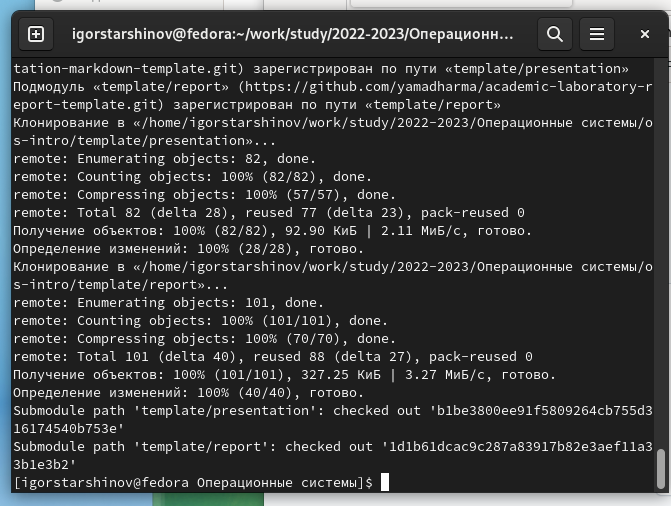 igorstarshinov@fedora:~/work/study/2022-2023/Операционн...
tation-markdown-template.git) зарегистрирован по пути «template/presentation»
Подмодуль «template/report» (https://github.com/yamadharma/academic-laboratory-r
eport-template.git) зарегистрирован по пути «template/report»
Клонирование в «/home/igorstarshinov/work/study/2022-2023/Операционные системы/o
s-intro/template/presentation»...
remote: Enumerating objects: 82, done.
remote: Counting objects: 100% (82/82), done.
remote: Compressing objects: 100% (57/57), done.
remote: Total 82 (delta 28), reused 77 (delta 23), pack-reused 0
Получение объектов: 100% (82/82), 92.90 КиБ | 2.11 МиБ/с, готово.
Определение изменений: 100% (28/28), готово.
Клонирование в «/home/igorstarshinov/work/study/2022-2023/Операционные системы/o
s-intro/template/report»...
remote: Enumerating objects: 101, done.
remote: Counting objects: 100% (101/101), done.
remote: Compressing objects: 100% (70/70), done.
remote: Total 101 (delta 40), reused 88 (delta 27), pack-reused 0
Получение объектов: 100% (101/101), 327.25 КиБ | 3.27 МиБ/с, готово.
Определение изменений: 100% (40/40), готово.
Submodule path 'template/presentation': checked out 'b1be3800ee91f5809264cb755d3
16174540b753e'
Submodule path 'template/report': checked out '1d1b61dcac9c287a83917b82e3aef11a3
3b1e3b2'
[igorstarshinov@fedora Операционные системы]$